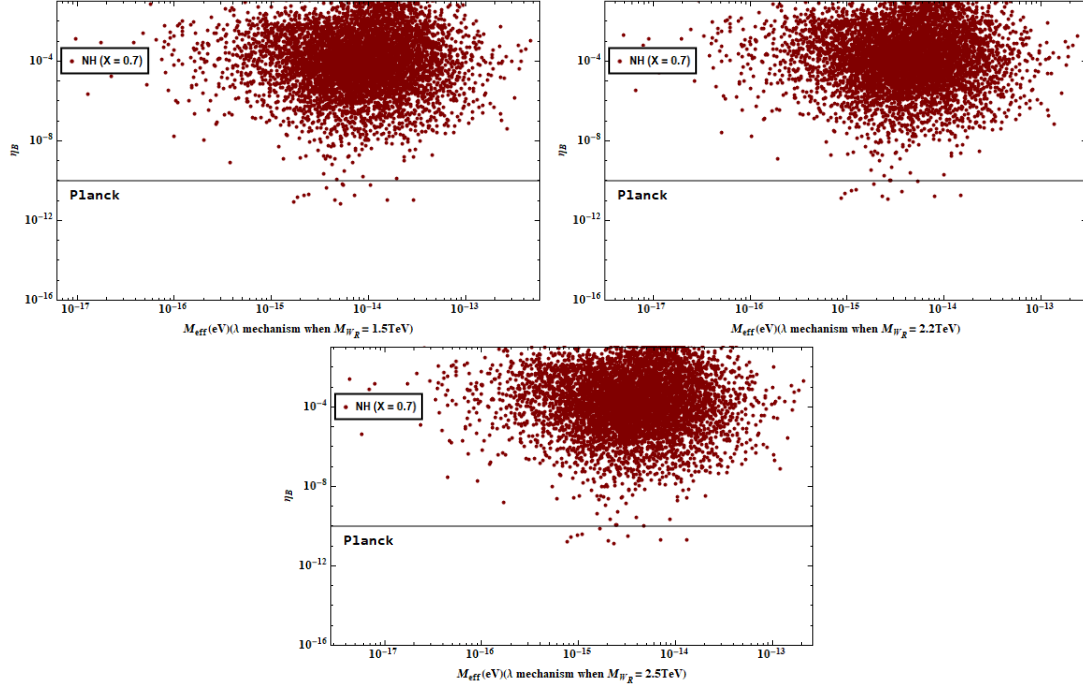 10⁻⁴
NH (X = 0.7)
10⁻⁸
η_B
Planck
10⁻¹²
10⁻¹⁶
10⁻¹⁷ 10⁻¹⁶ 10⁻¹⁵ 10⁻¹⁴ 10⁻¹³
M_eff(eV)(λ mechanism when M_W_R = 1.5TeV)
10⁻⁴
NH (X = 0.7)
10⁻⁸
η_B
Planck
10⁻¹²
10⁻¹⁶
10⁻¹⁷ 10⁻¹⁶ 10⁻¹⁵ 10⁻¹⁴ 10⁻¹³
M_eff(eV)(λ mechanism when M_W_R = 2.2TeV)
10⁻⁴
NH (X = 0.7)
10⁻⁸
η_B
Planck
10⁻¹²
10⁻¹⁶
10⁻¹⁷ 10⁻¹⁶ 10⁻¹⁵ 10⁻¹⁴ 10⁻¹³
M_eff(eV)(λ mechanism when M_W_R = 2.5TeV)